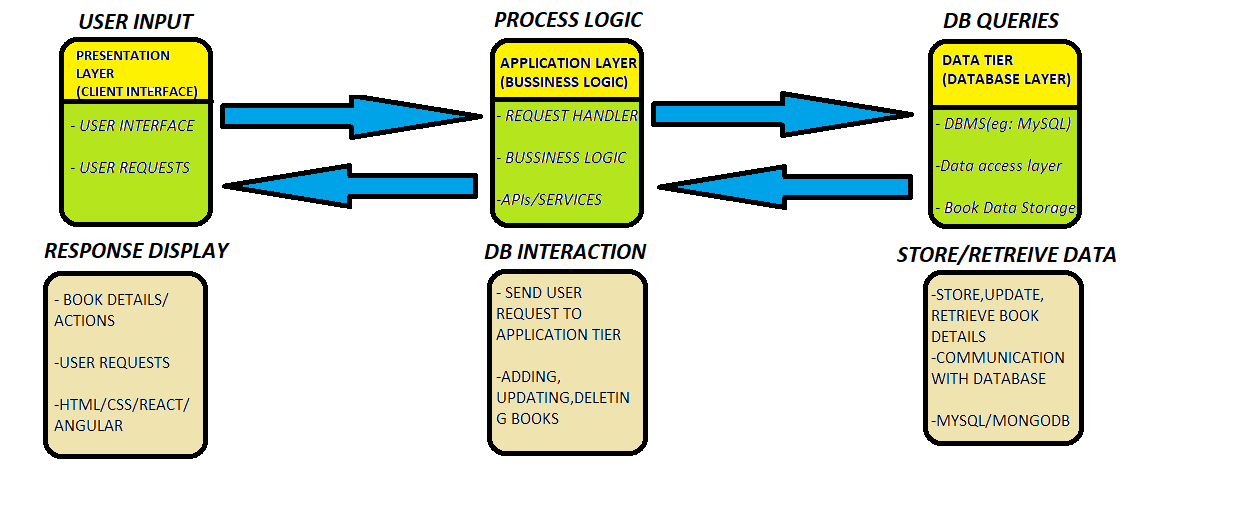 USER INPUT
PRESENTATION
LAYER
(CLIENT INTERFACE)
- USER INTERFACE
- USER REQUESTS
PROCESS LOGIC
APPLICATION LAYER
(BUSSINESS LOGIC)
- REQUEST HANDLER
- BUSSINESS LOGIC
-APIs/SERVICES
DB QUERIES
DATA TIER
(DATABASE LAYER)
- DBMS(eg: MySQL)
-Data access layer
- Book Data Storage
RESPONSE DISPLAY
- BOOK DETAILS/
ACTIONS
-USER REQUESTS
-HTML/CSS/REACT/
ANGULAR
DB INTERACTION
- SEND USER
REQUEST TO
APPLICATION TIER
-ADDING,
UPDATING,DELETIN
G BOOKS
STORE/RETREIVE DATA
-STORE,UPDATE,
RETRIEVE BOOK
DETAILS
-COMMUNICATION
WITH DATABASE
-MYSQL/MONGODB